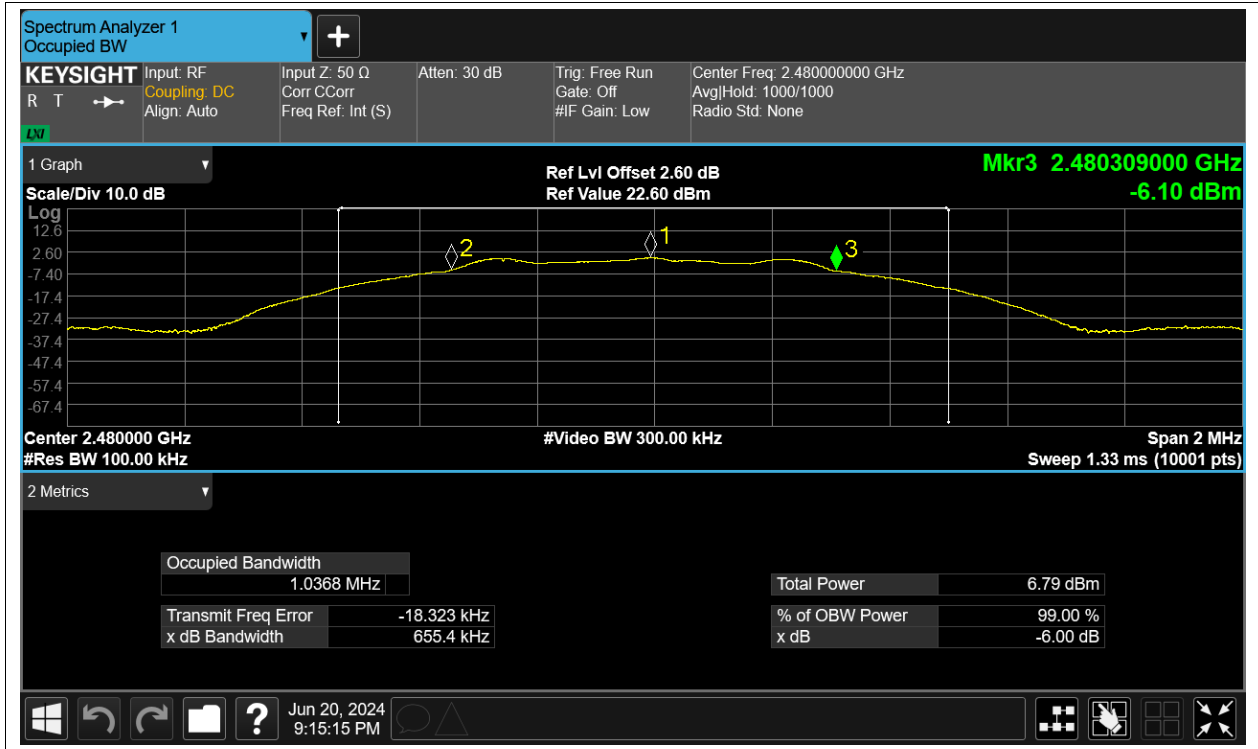 Spectrum Analyzer 1
Occupied BW
+
KEYSIGHT
R T
LXI
Input: RF
Coupling: DC
Align: Auto
Input Z: 50 Ω
Corr CCorr
Freq Ref: Int (S)
Atten: 30 dB
Trig: Free Run
Gate: Off
#IF Gain: Low
Center Freq: 2.480000000 GHz
Avg|Hold: 1000/1000
Radio Std: None
1 Graph
Scale/Div 10.0 dB
Ref Lvl Offset 2.60 dB
Ref Value 22.60 dBm
Mkr3 2.480309000 GHz
-6.10 dBm
Log
12.6
2.60
-7.40
-17.4
-27.4
-37.4
-47.4
-57.4
-67.4
2
1
3
Center 2.480000 GHz
#Res BW 100.00 kHz
#Video BW 300.00 kHz
Span 2 MHz
Sweep 1.33 ms (10001 pts)
2 Metrics
Occupied Bandwidth
1.0368 MHz
Transmit Freq Error -18.323 kHz
x dB Bandwidth 655.4 kHz
Total Power 6.79 dBm
% of OBW Power 99.00 %
x dB -6.00 dB
?
Jun 20, 2024
9:15:15 PM